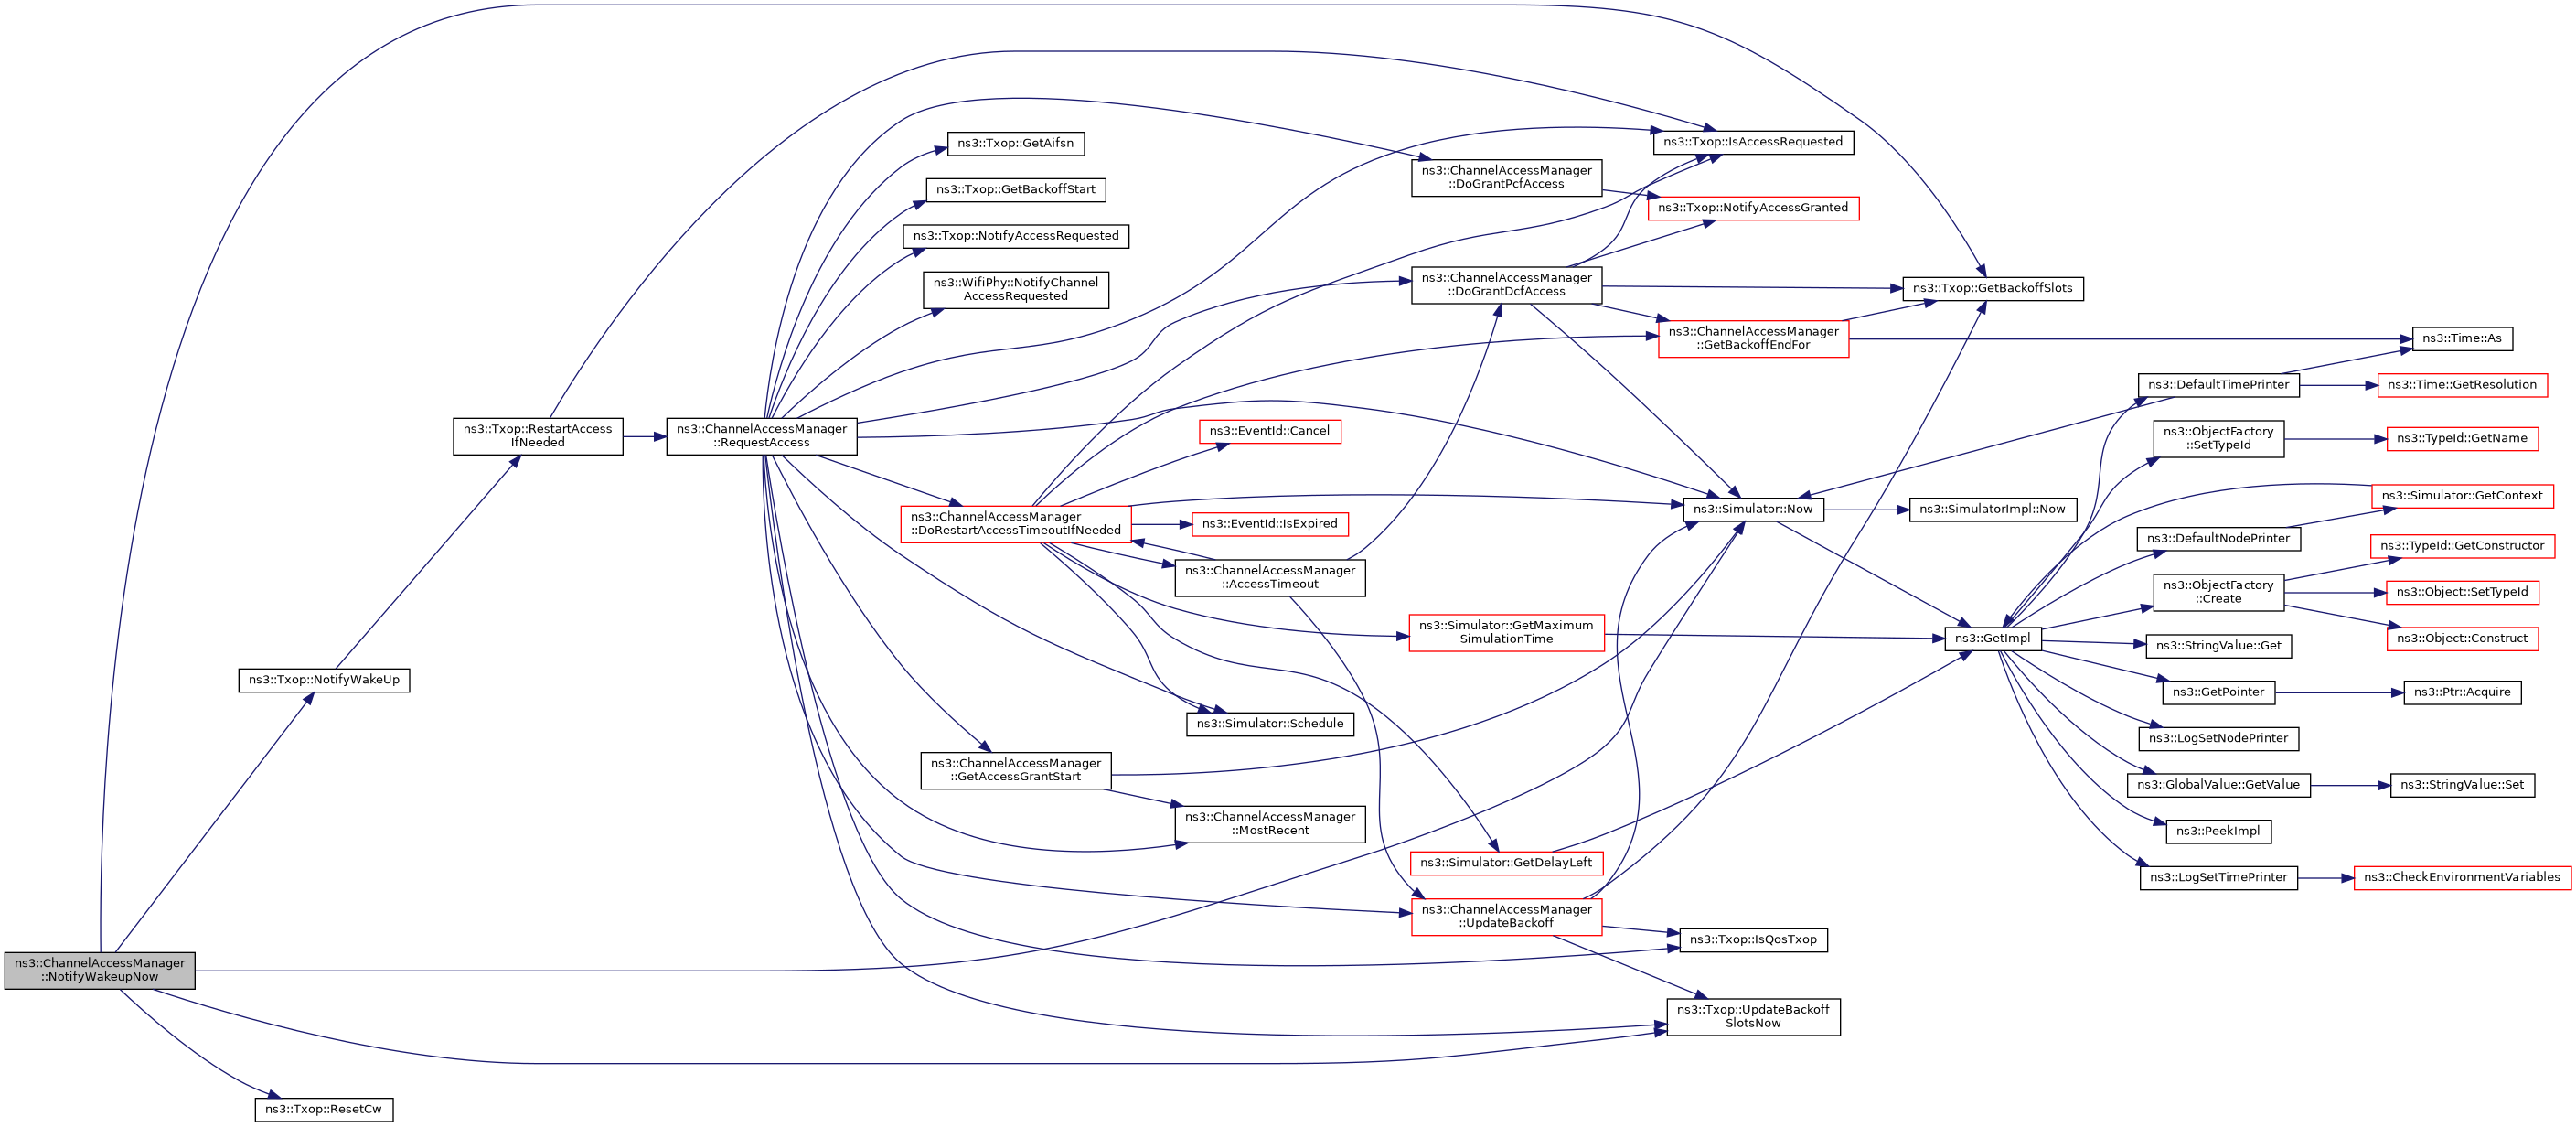 ns3::ChannelAccessManager
::NotifyWakeupNow
ns3::Txop::NotifyWakeUp
ns3::Txop::ResetCw
ns3::Txop::RestartAccess
IfNeeded
ns3::ChannelAccessManager
::RequestAccess
ns3::Txop::GetAifsn
ns3::Txop::GetBackoffStart
ns3::Txop::NotifyAccessRequested
ns3::WifiPhy::NotifyChannel
AccessRequested
ns3::ChannelAccessManager
::DoRestartAccessTimeoutIfNeeded
ns3::ChannelAccessManager
::GetAccessGrantStart
ns3::EventId::Cancel
ns3::EventId::IsExpired
ns3::ChannelAccessManager
::AccessTimeout
ns3::Simulator::Schedule
ns3::ChannelAccessManager
::MostRecent
ns3::ChannelAccessManager
::DoGrantPcfAccess
ns3::ChannelAccessManager
::DoGrantDcfAccess
ns3::Simulator::GetMaximum
SimulationTime
ns3::Simulator::GetDelayLeft
ns3::ChannelAccessManager
::UpdateBackoff
ns3::Txop::IsAccessRequested
ns3::Txop::NotifyAccessGranted
ns3::ChannelAccessManager
::GetBackoffEndFor
ns3::Simulator::Now
ns3::Txop::IsQosTxop
ns3::Txop::UpdateBackoff
SlotsNow
ns3::Txop::GetBackoffSlots
ns3::SimulatorImpl::Now
ns3::GetImpl
ns3::DefaultTimePrinter
ns3::ObjectFactory
::SetTypeId
ns3::DefaultNodePrinter
ns3::ObjectFactory
::Create
ns3::StringValue::Get
ns3::GetPointer
ns3::LogSetNodePrinter
ns3::GlobalValue::GetValue
ns3::PeekImpl
ns3::LogSetTimePrinter
ns3::Time::As
ns3::Time::GetResolution
ns3::TypeId::GetName
ns3::Simulator::GetContext
ns3::TypeId::GetConstructor
ns3::Object::SetTypeId
ns3::Object::Construct
ns3::Ptr::Acquire
ns3::StringValue::Set
ns3::CheckEnvironmentVariables